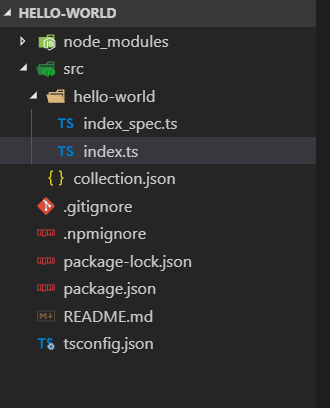 HELLO-WORLD
node_modules
src
hello-world
TS index_spec.ts
TS index.ts
{ } collection.json
.gitignore
.npmignore
package-lock.json
package.json
README.md
TS tsconfig.json